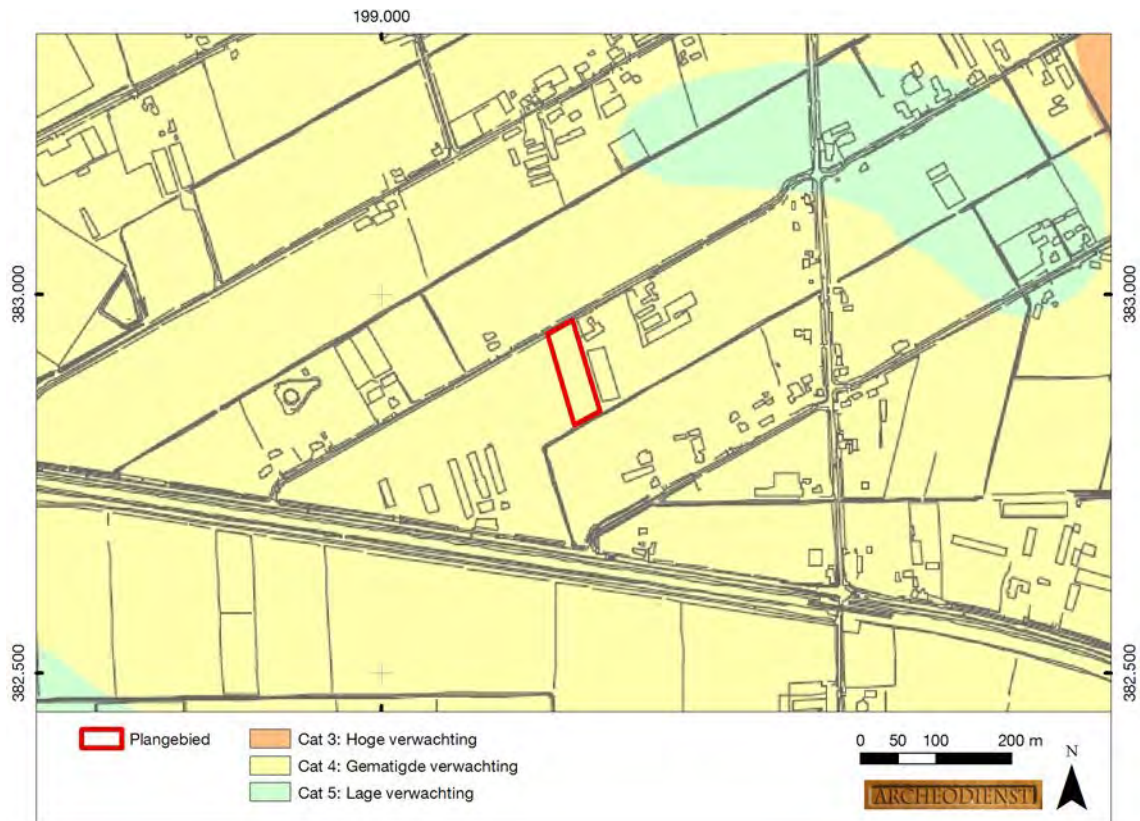 199.000
383.000
383.000
382.500
382.500
Plangebied
Cat 3: Hoge verwachting
Cat 4: Gematigde verwachting
Cat 5: Lage verwachting
0 50 100 200 m
N
ARCHEODIENST